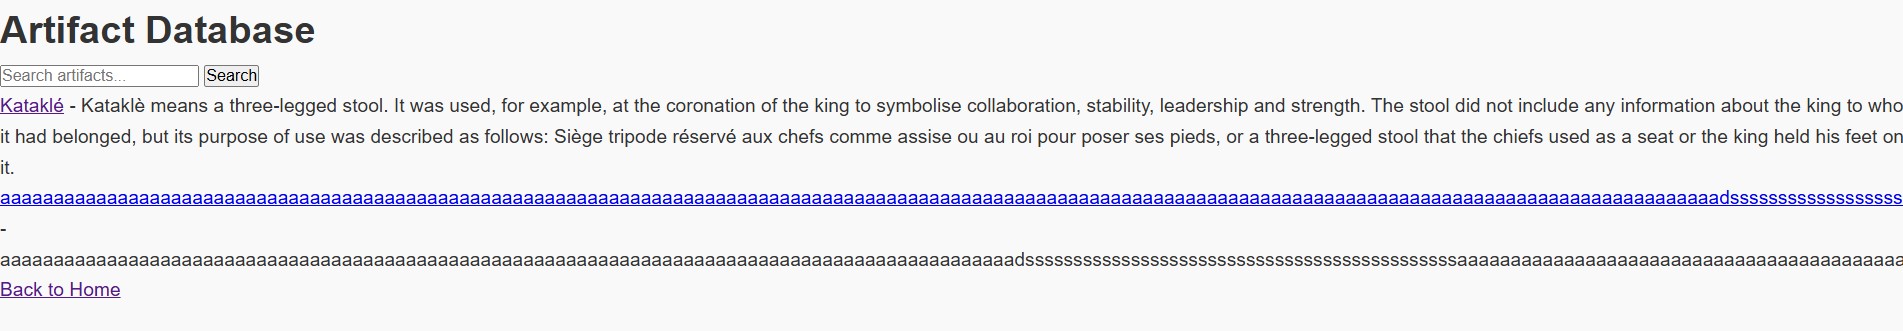 Artifact Database
Search artifacts...
Search
Kataklé - Kataklè means a three-legged stool. It was used, for example, at the coronation of the king to symbolise collaboration, stability, leadership and strength. The stool did not include any information about the king to who
it had belonged, but its purpose of use was described as follows: Siège tripode réservé aux chefs comme assise ou au roi pour poser ses pieds, or a three-legged stool that the chiefs used as a seat or the king held his feet on
it.
-
Back to Home